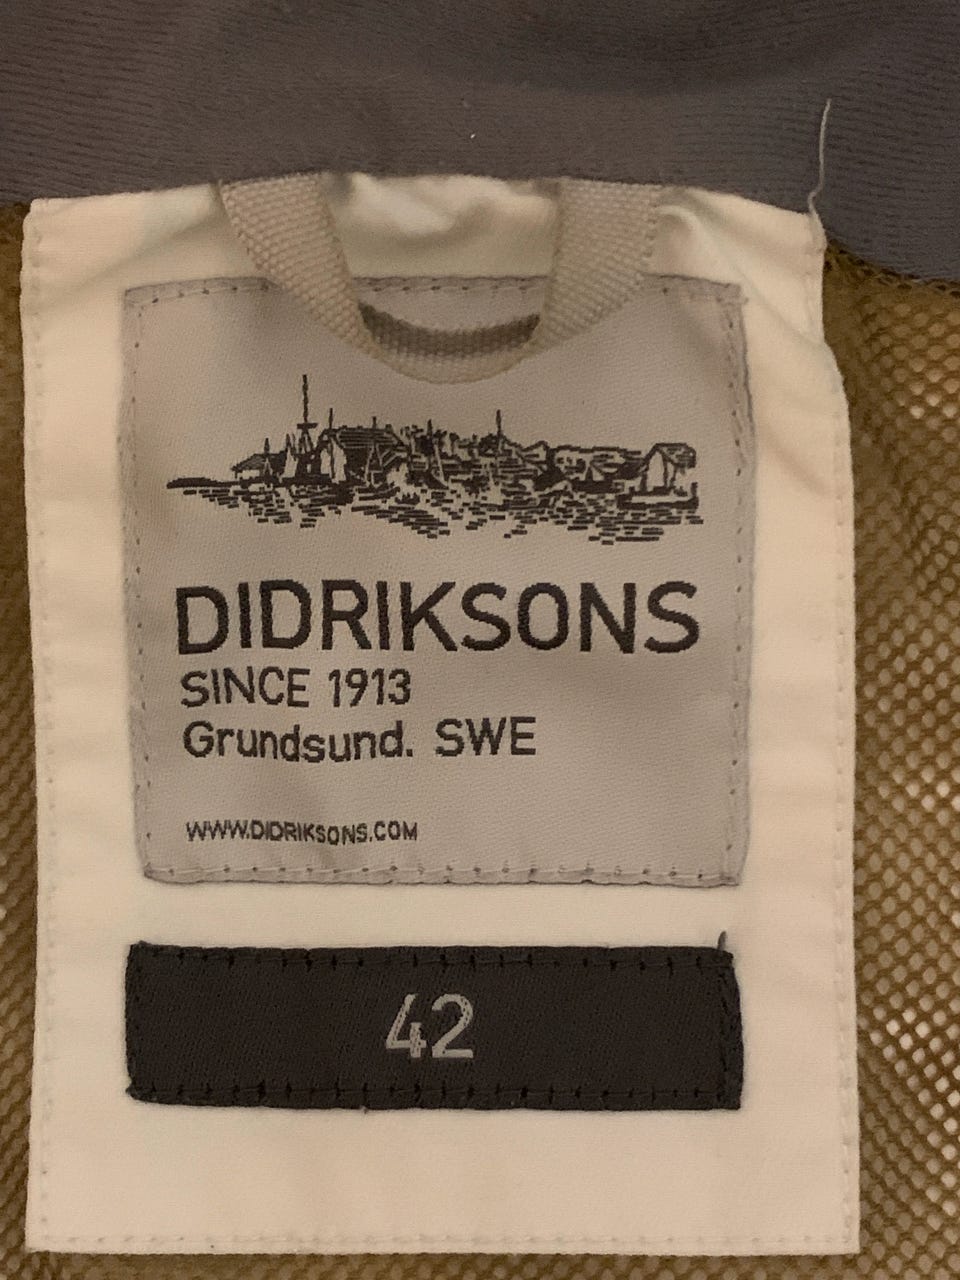 DIDRIKSONS
SINCE 1913
Grundsund. SWE
WWW.DIDRIKSONS.COM
42